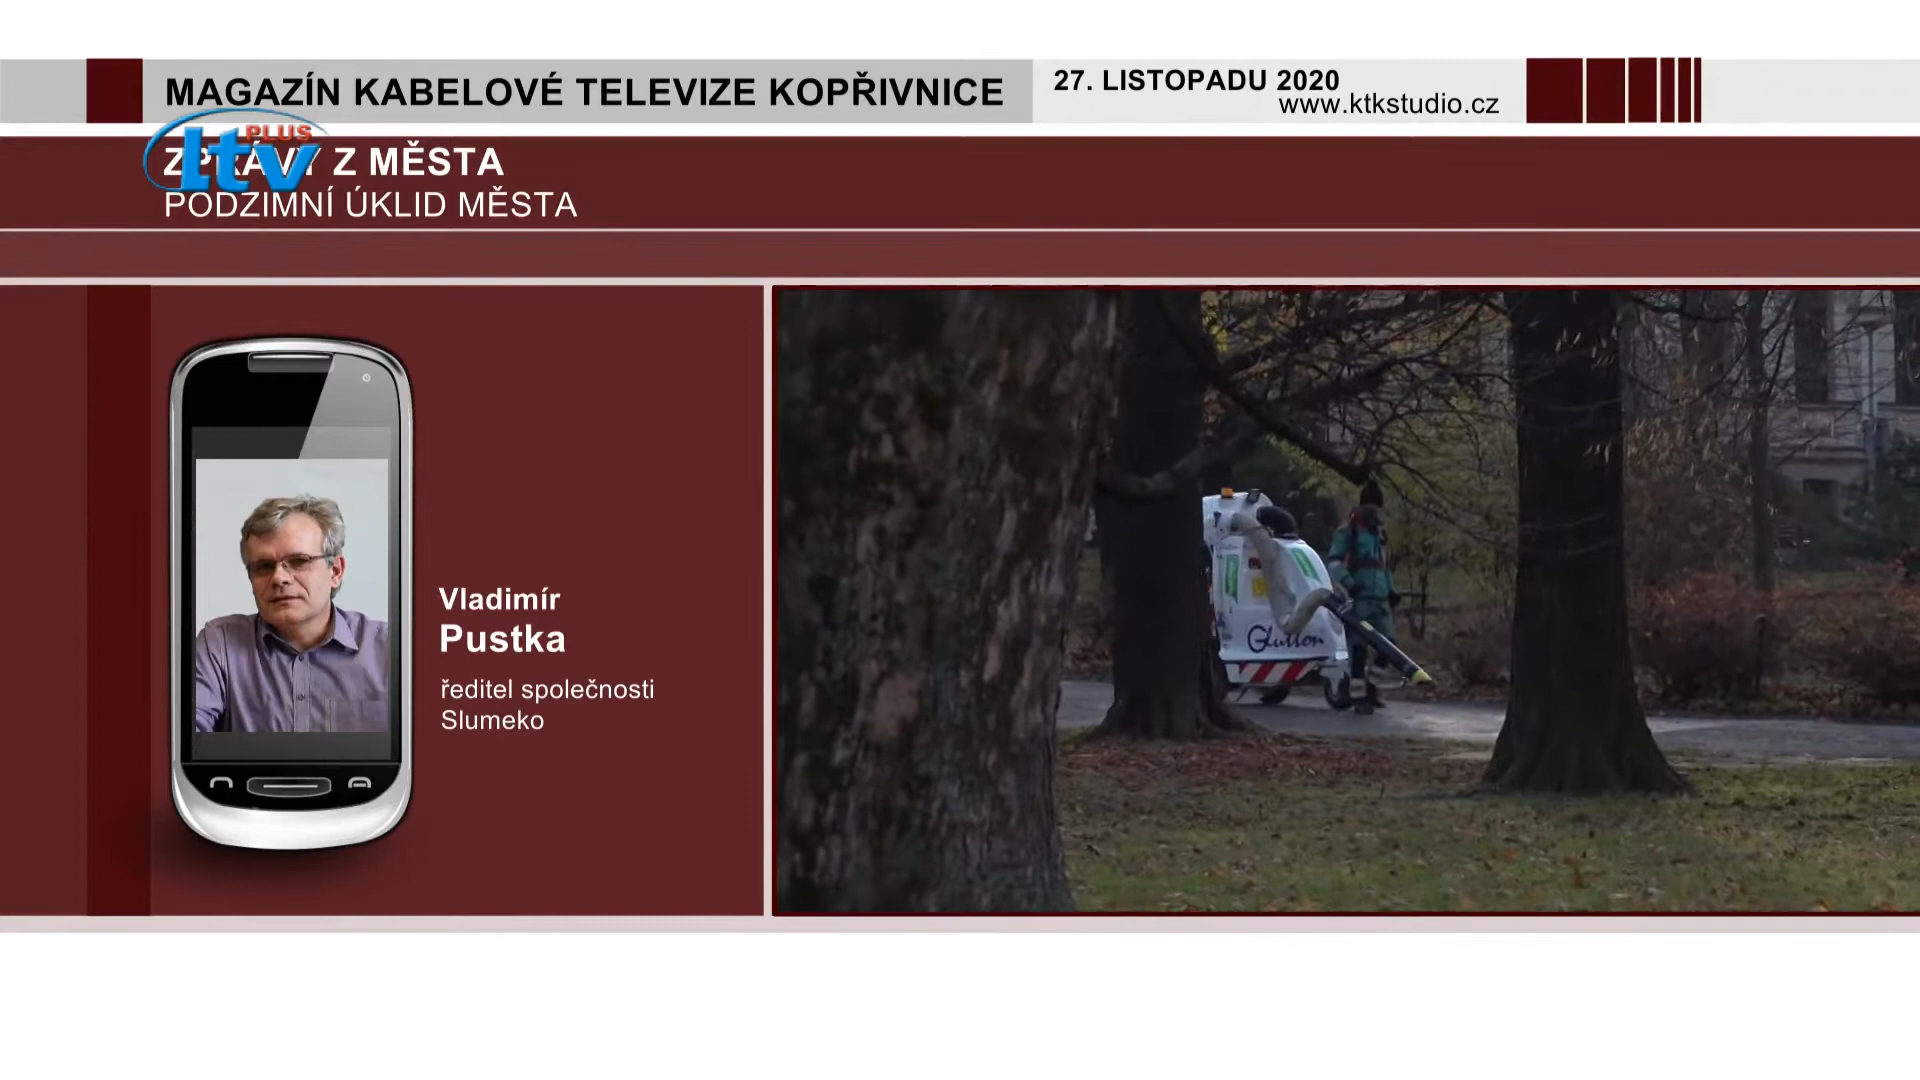 MAGAZÍN KABELOVÉ TELEVIZE KOPŘIVNICE
27. LISTOPADU 2020
www.ktkstudio.cz
PLUS
ltv
ZPRÁVY Z MĚSTA
PODZIMNÍ ÚKLID MĚSTA
Vladimír
Pustka
ředitel společnosti
Slumeko
Glutton